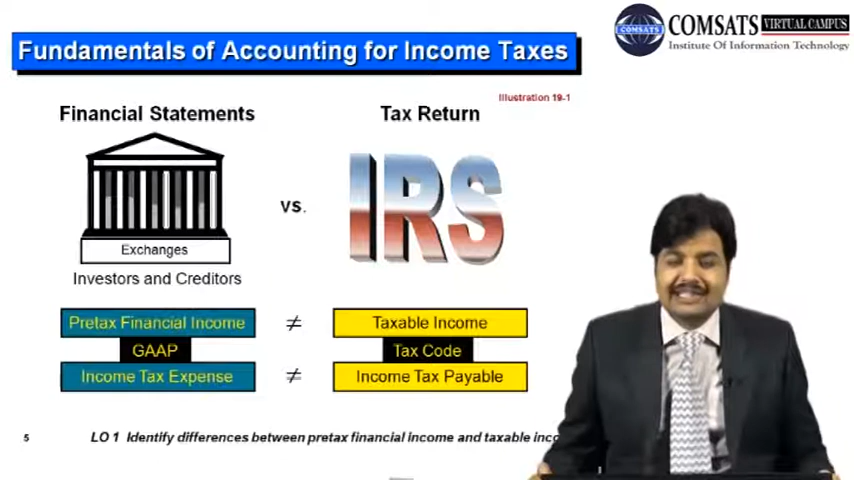 COMSATS VIRTUAL CAMPUS
Institute Of Information Technology
COMSATS
Fundamentals of Accounting for Income Taxes
Illustration 19-1
Financial Statements
Tax Return
vs.
IRS
Exchanges
Investors and Creditors
Pretax Financial Income ≠ Taxable Income
GAAP
Tax Code
Income Tax Expense ≠ Income Tax Payable
5
LO 1 Identify differences between pretax financial income and taxable inco